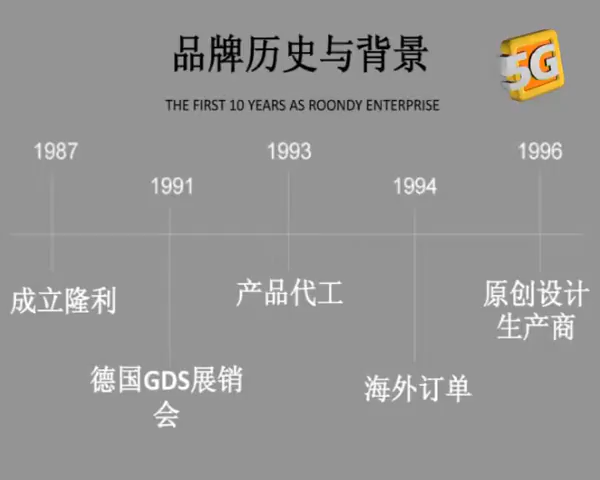 品牌历史与背景
5G
THE FIRST 10 YEARS AS ROONDY ENTERPRISE
1987
1991
1993
1994
1996
成立隆利
德国GDS展销
会
产品代工
海外订单
原创设计
生产商